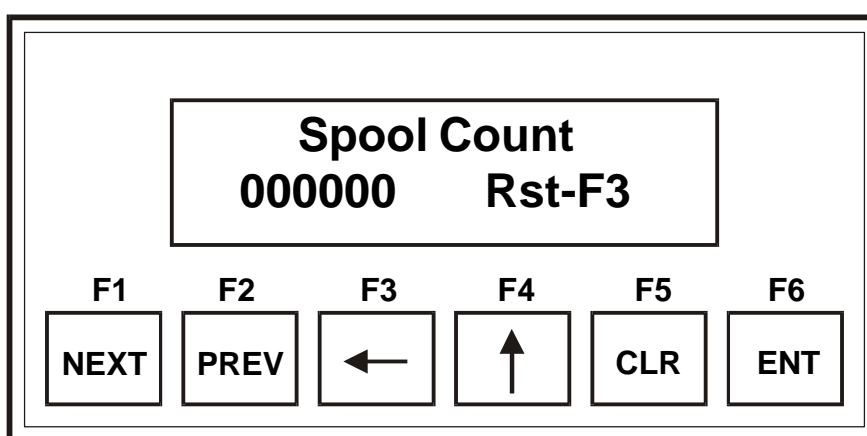 Spool Count
000000 Rst-F3
F1 F2 F3 F4 F5 F6
NEXT PREV CLR ENT